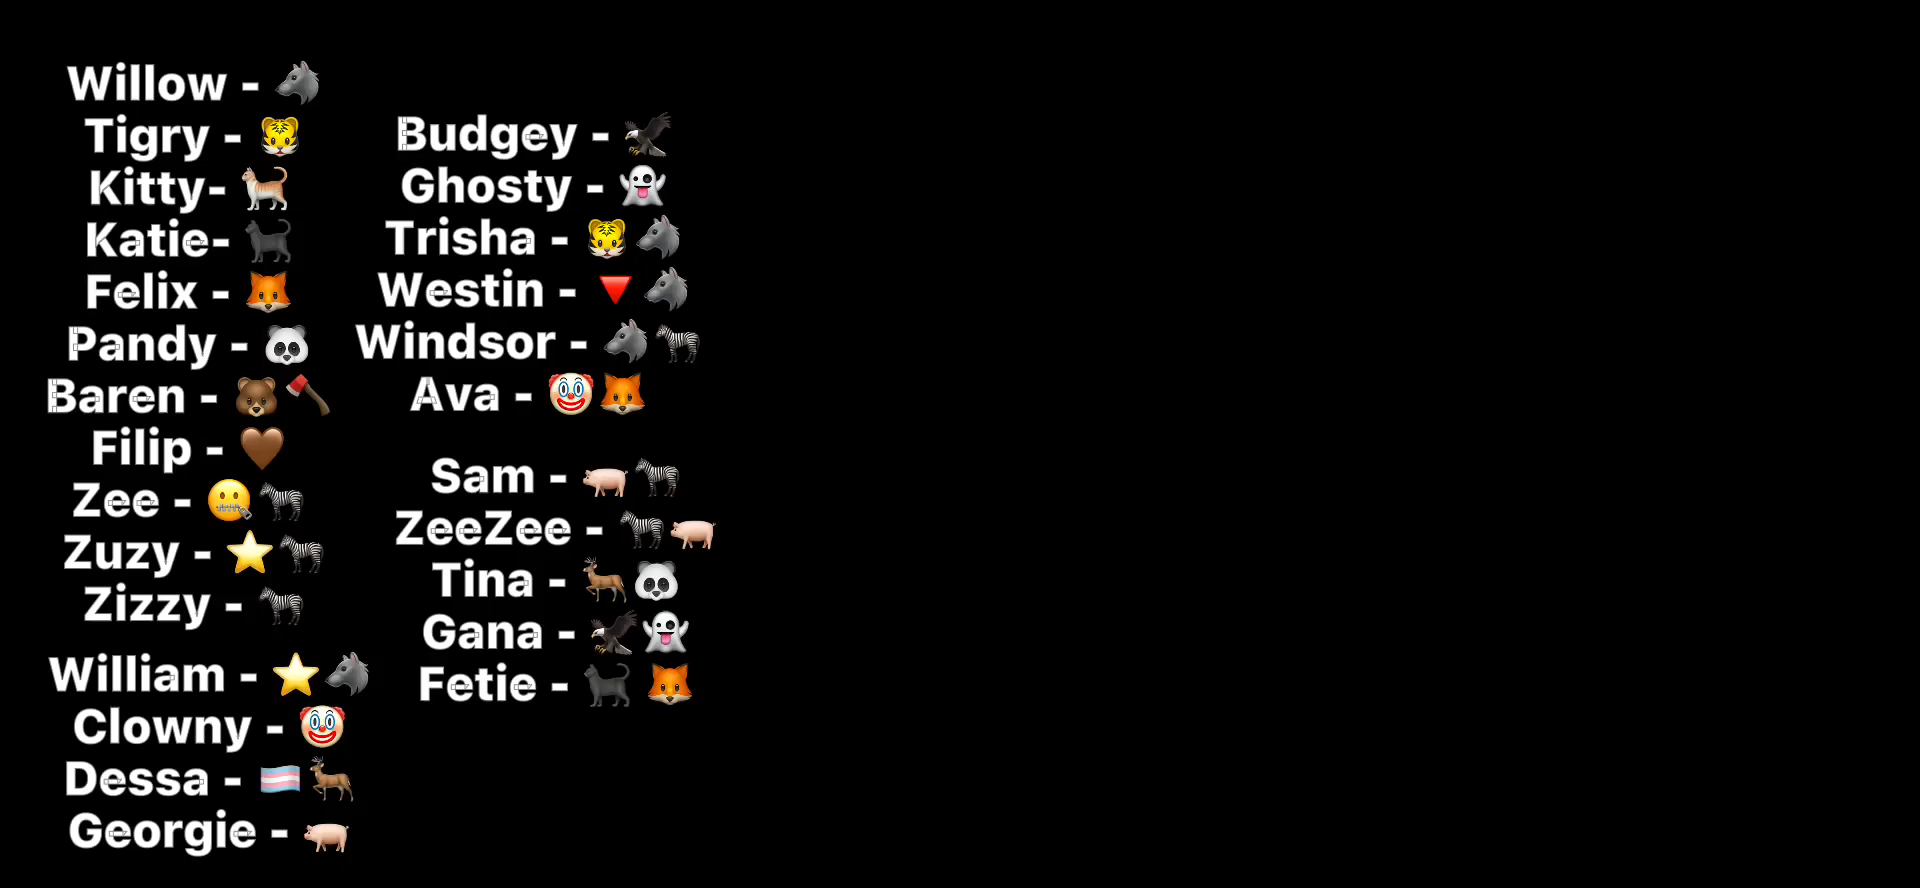 Willow - 🐺
Tigry - 🐯
Kitty- 🐈
Katie- 🐈‍⬛
Felix - 🦊
Pandy - 🐼
Baren - 🐻🪓
Filip - 🤎
Zee - 🤐🦓
Zuzy - ⭐🦓
Zizzy - 🦓
William - ⭐🐺
Clowny - 🤡
Dessa - 🏳️‍⚧️🦌
Georgie - 🐖
Budgey - 🦅
Ghosty - 👻
Trisha - 🐯🐺
Westin - 🔻🐺
Windsor - 🐺🦓
Ava - 🤡🦊
Sam - 🐖🦓
ZeeZee - 🦓🐖
Tina - 🦌🐼
Gana - 🦅👻
Fetie - 🐈‍⬛ 🦊